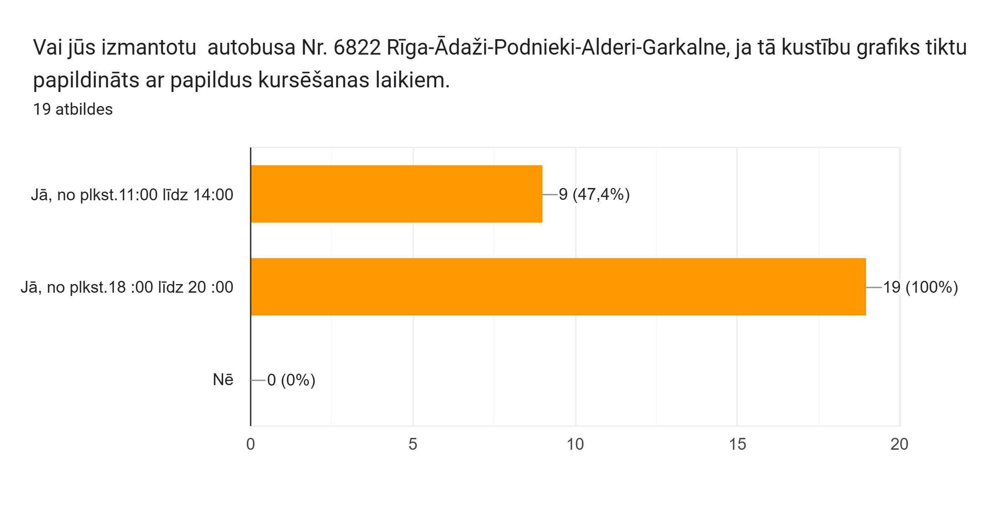 Vai jūs izmantotu  autobusa Nr. 6822 Rīga-Ādaži-Podnieki-Alderi-Garkalne, ja tā kustību grafiks tiktu
papildināts ar papildus kursēšanas laikiem.
19 atbildes
Jā, no plkst.11:00 līdz 14:00
9 (47,4%)
Jā, no plkst.18 :00 līdz 20 :00
19 (100%)
Nē
0 (0%)
0 5 10 15 20